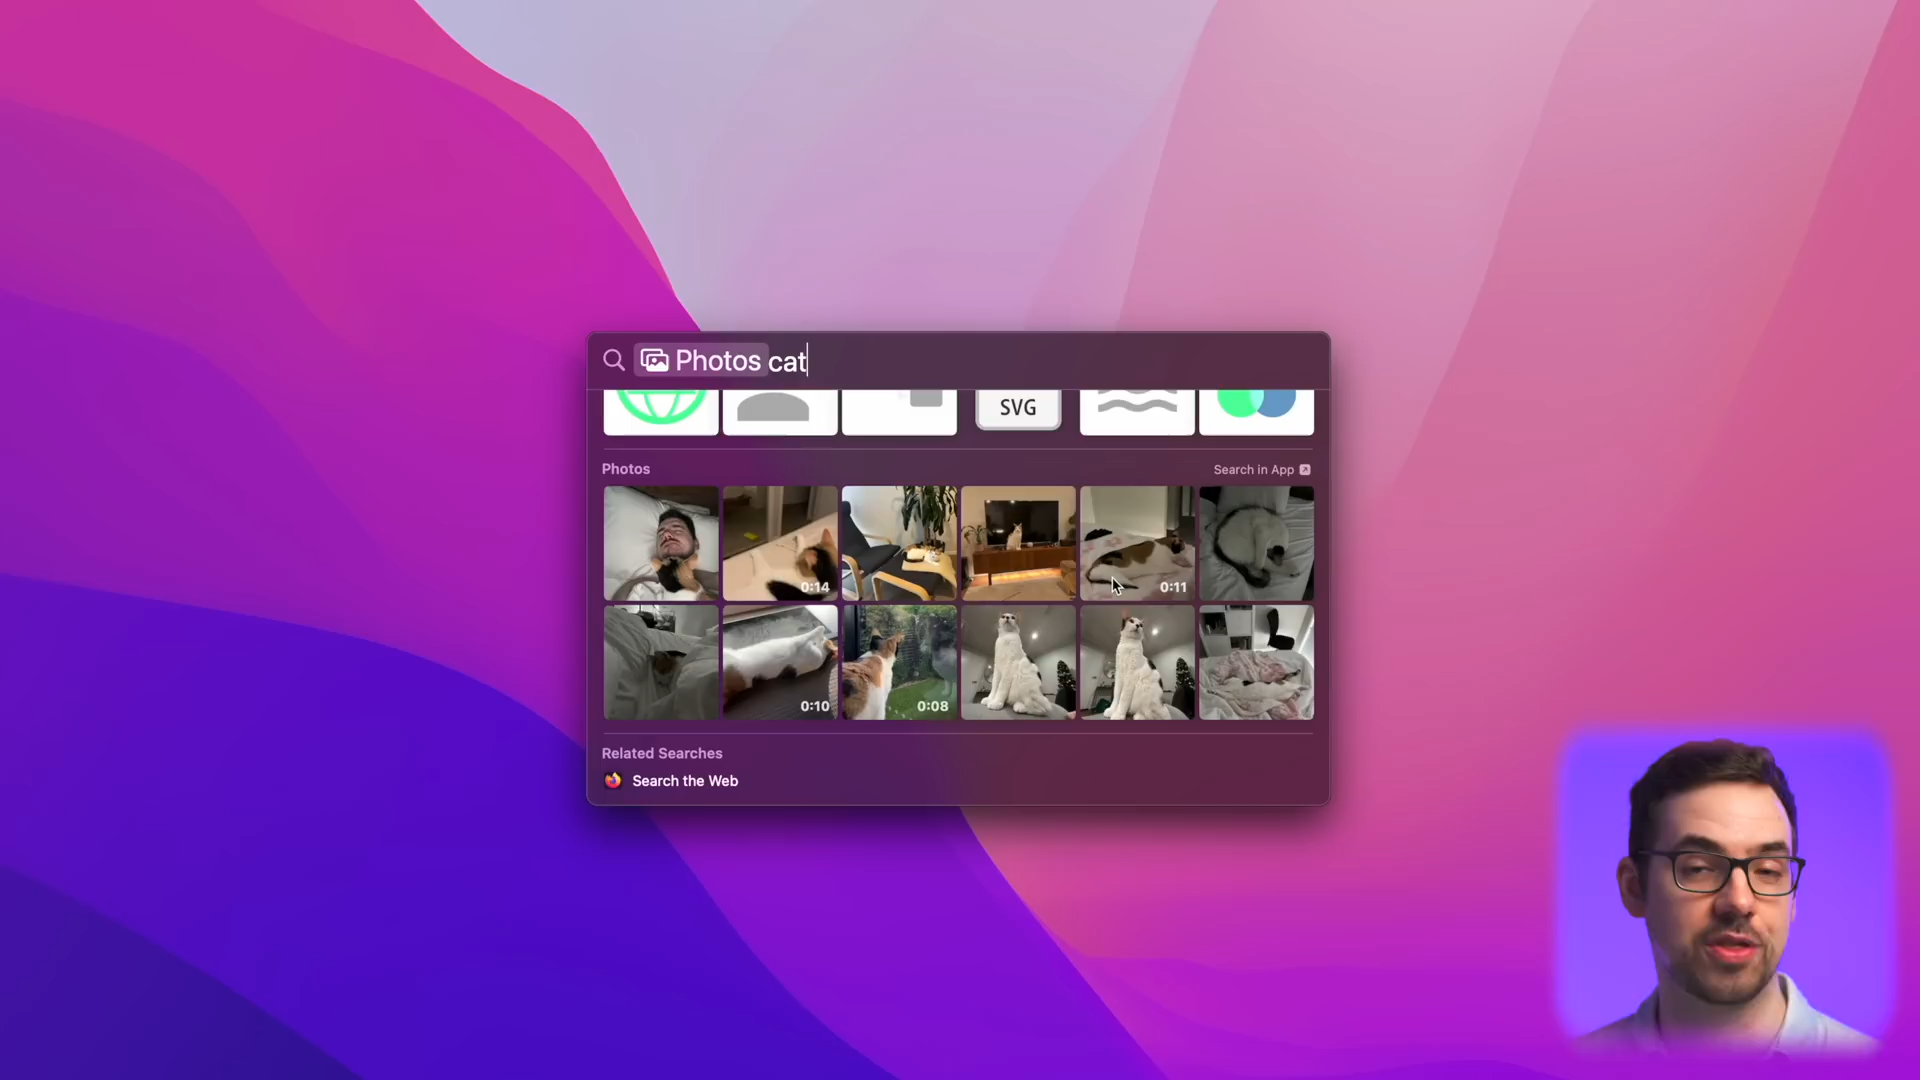 Photos cat
SVG
Photos
Search in App
0:14
0:11
0:10
0:08
Related Searches
Search the Web